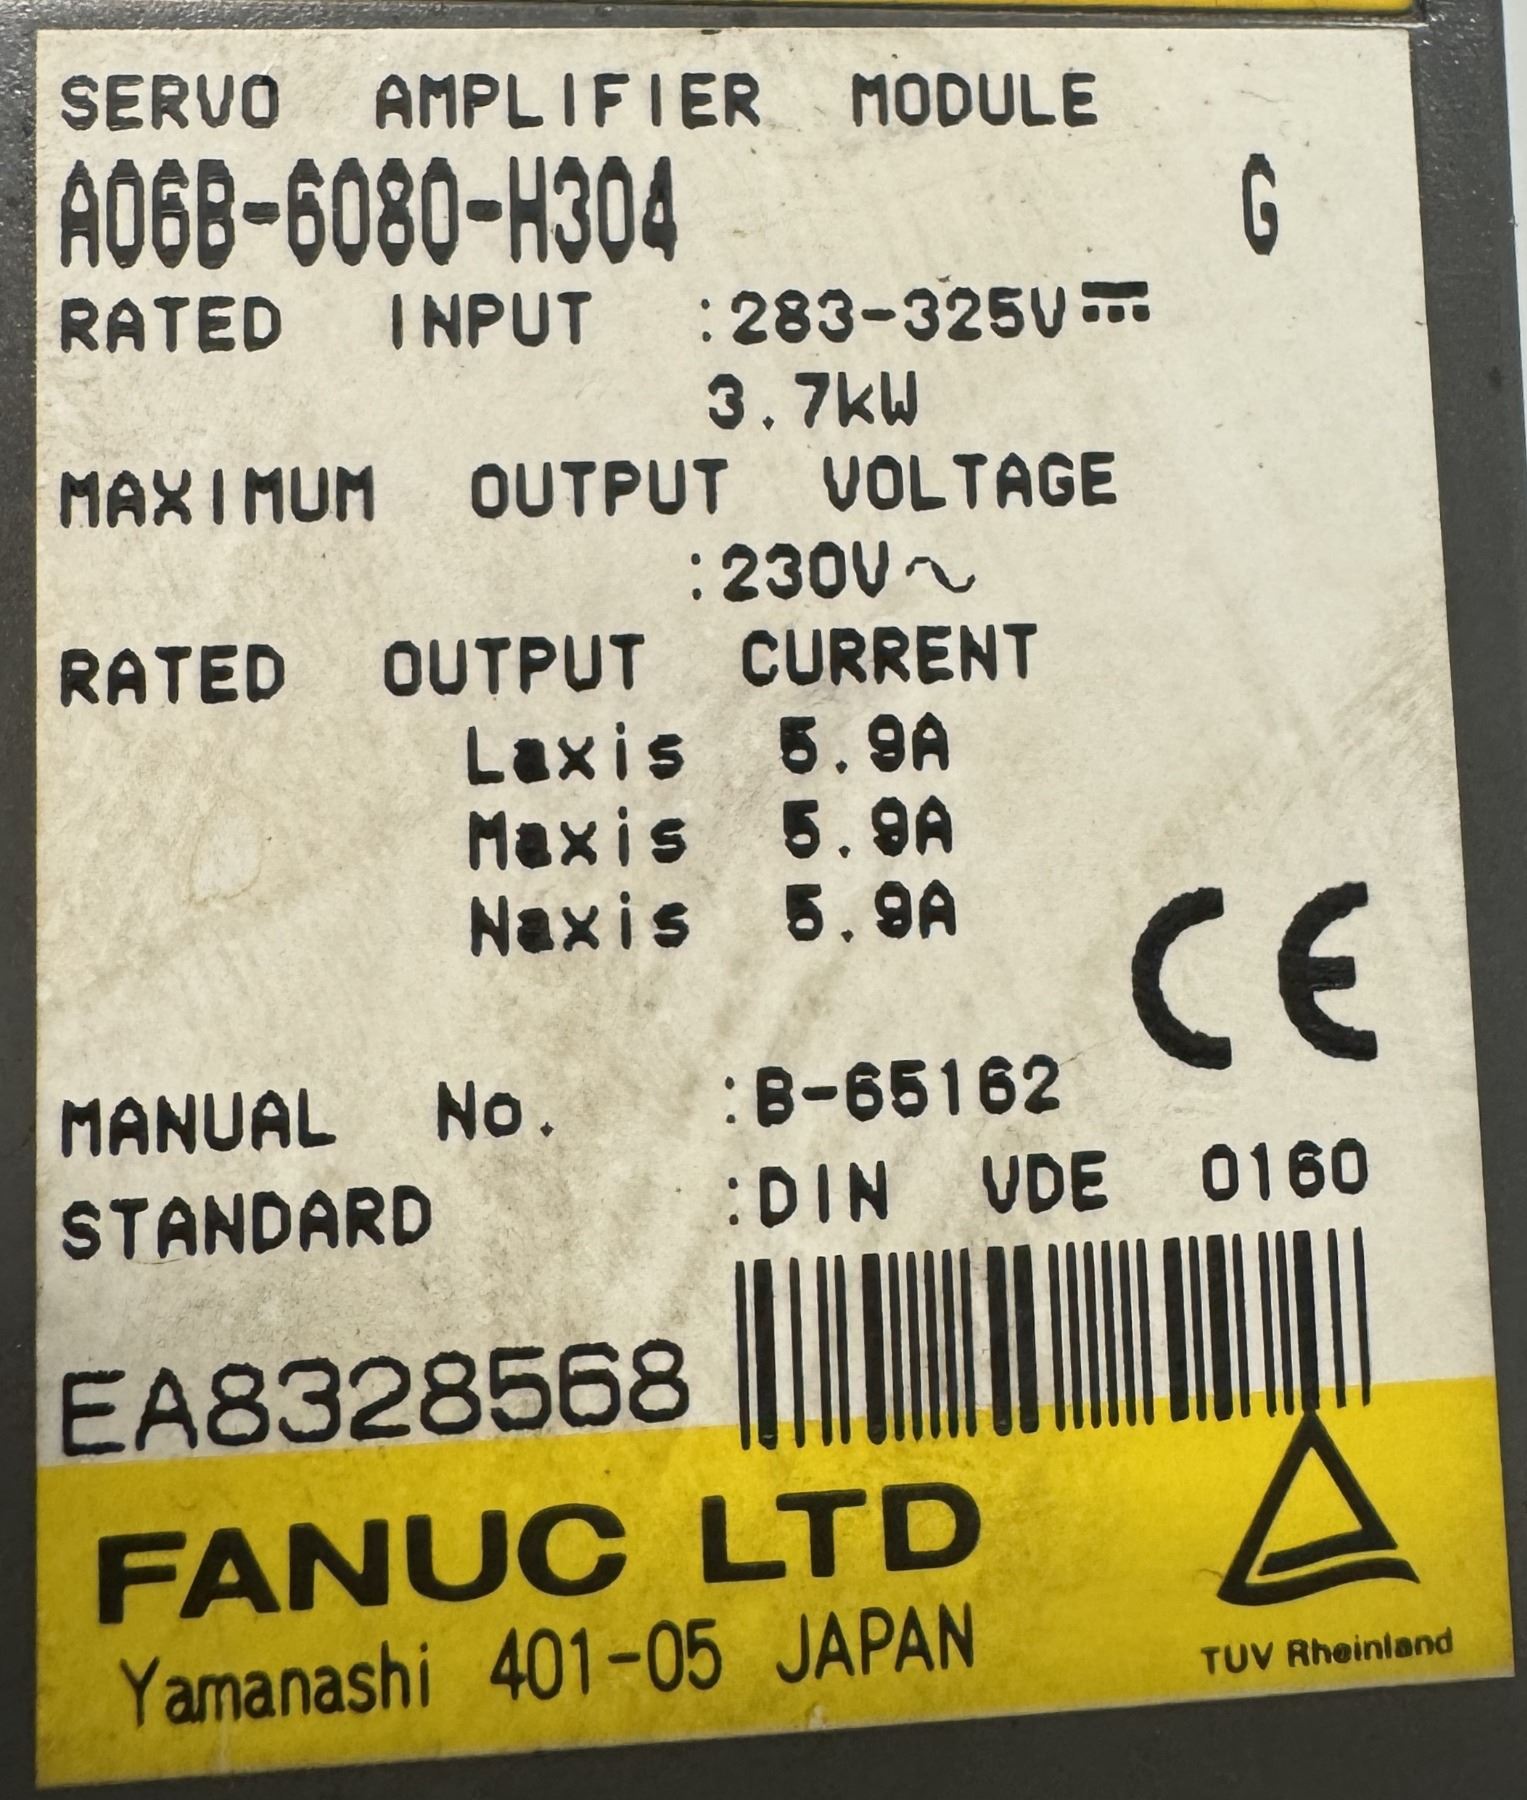 SERVO AMPLIFIER MODULE
A06B-6080-H304 G
RATED INPUT :283-325V⎓
3.7kW
MAXIMUM OUTPUT VOLTAGE
:230V∿
RATED OUTPUT CURRENT
Laxis 5.9A
Maxis 5.9A
Naxis 5.9A
CE
MANUAL No. :B-65162
STANDARD :DIN VDE 0160
EA8328568
FANUC LTD
Yamanashi 401-05 JAPAN
TUV Rheinland